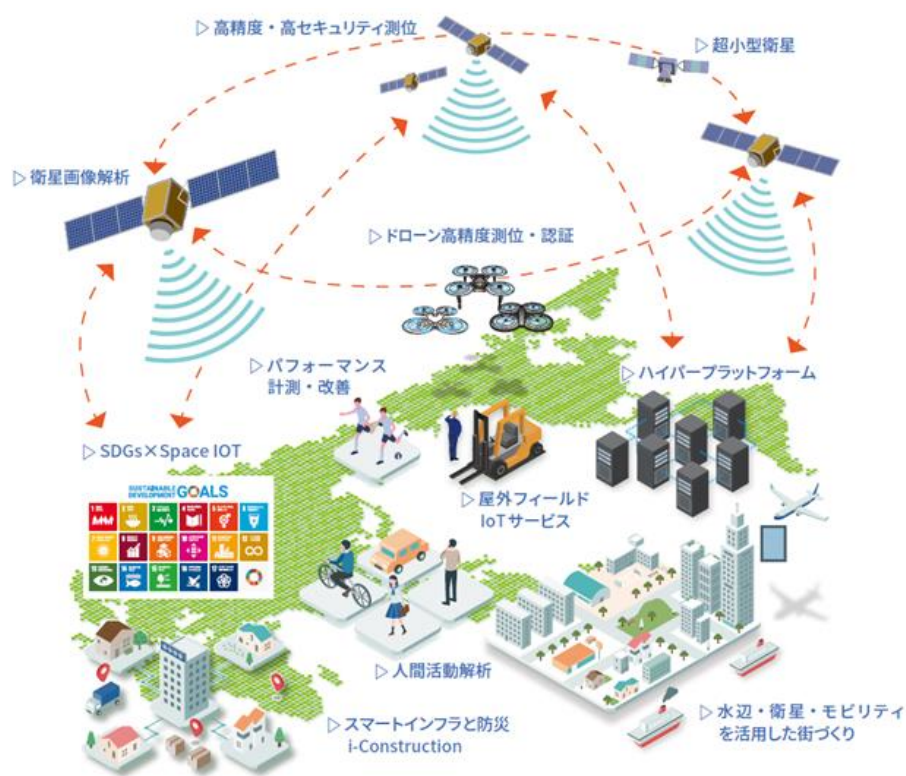 ▷高精度・高セキュリティ測位
▷超小型衛星
▷衛星画像解析
▷ドローン高精度測位・認証
▷パフォーマンス
計測・改善
▷ハイパープラットフォーム
▷SDGs×Space IOT
SUSTAINABLE
DEVELOPMENT GOALS
▷屋外フィールド
IoTサービス
▷人間活動解析
▷スマートインフラと防災
i-Construction
▷水辺・衛星・モビリティ
を活用した街づくり